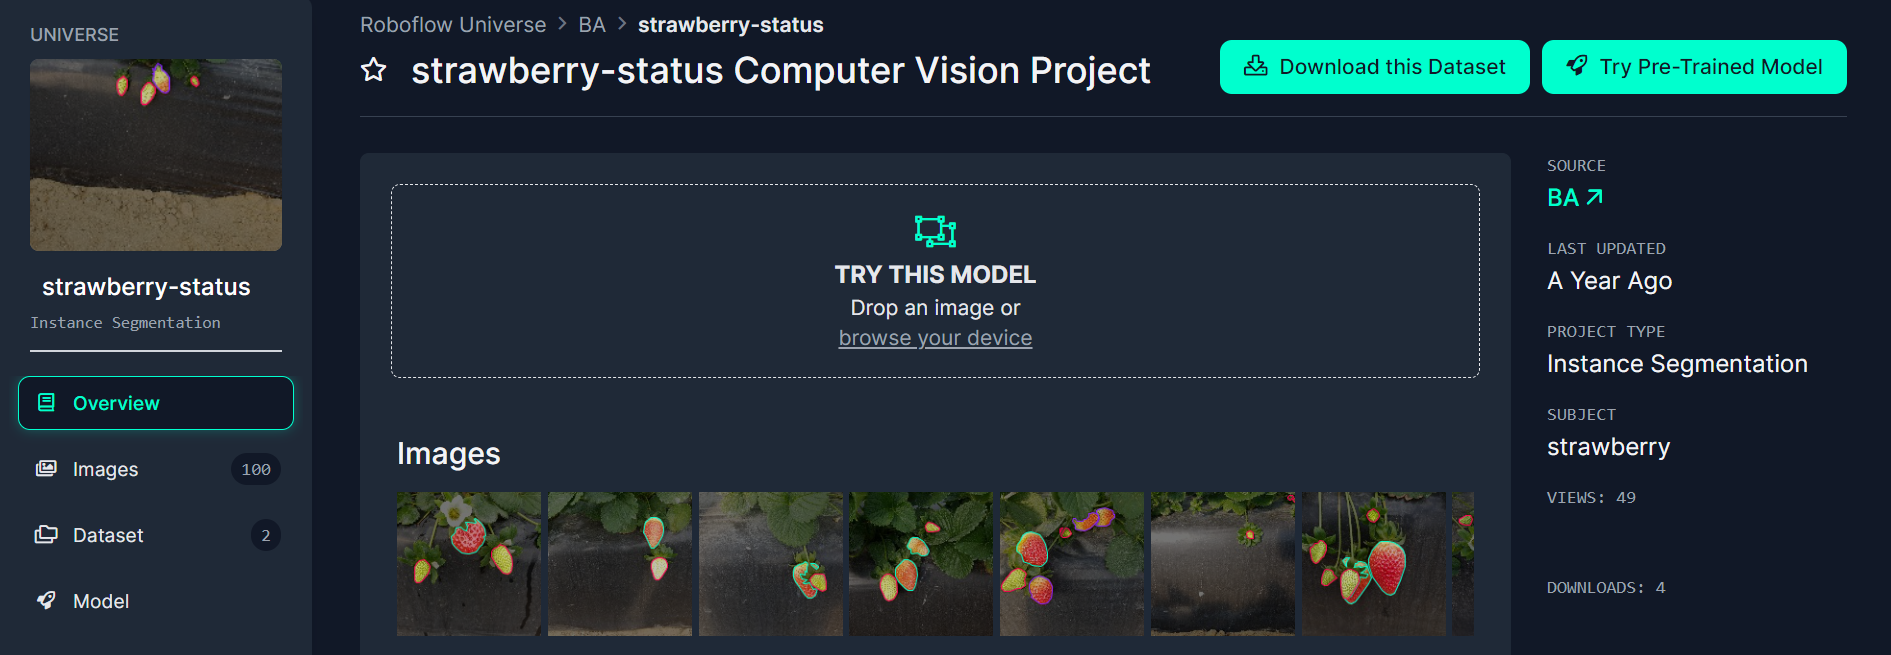 UNIVERSE
strawberry-status
Instance Segmentation
Overview
Images 100
Dataset 2
Model
Roboflow Universe > BA > strawberry-status
strawberry-status Computer Vision Project
Download this Dataset
Try Pre-Trained Model
TRY THIS MODEL
Drop an image or
browse your device
Images
SOURCE
BA
LAST UPDATED
A Year Ago
PROJECT TYPE
Instance Segmentation
SUBJECT
strawberry
VIEWS: 49
DOWNLOADS: 4